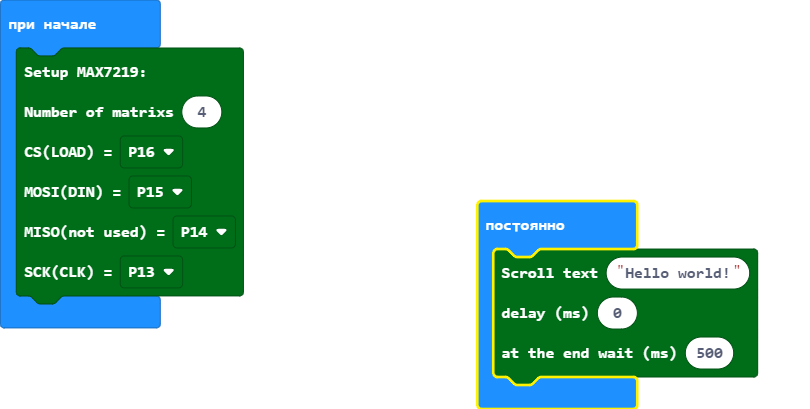 при начале
Setup MAX7219:
Number of matrixs 4
CS(LOAD) = P16
MOSI(DIN) = P15
MISO(not used) = P14
SCK(CLK) = P13
постоянно
Scroll text "Hello world!"
delay (ms) 0
at the end wait (ms) 500